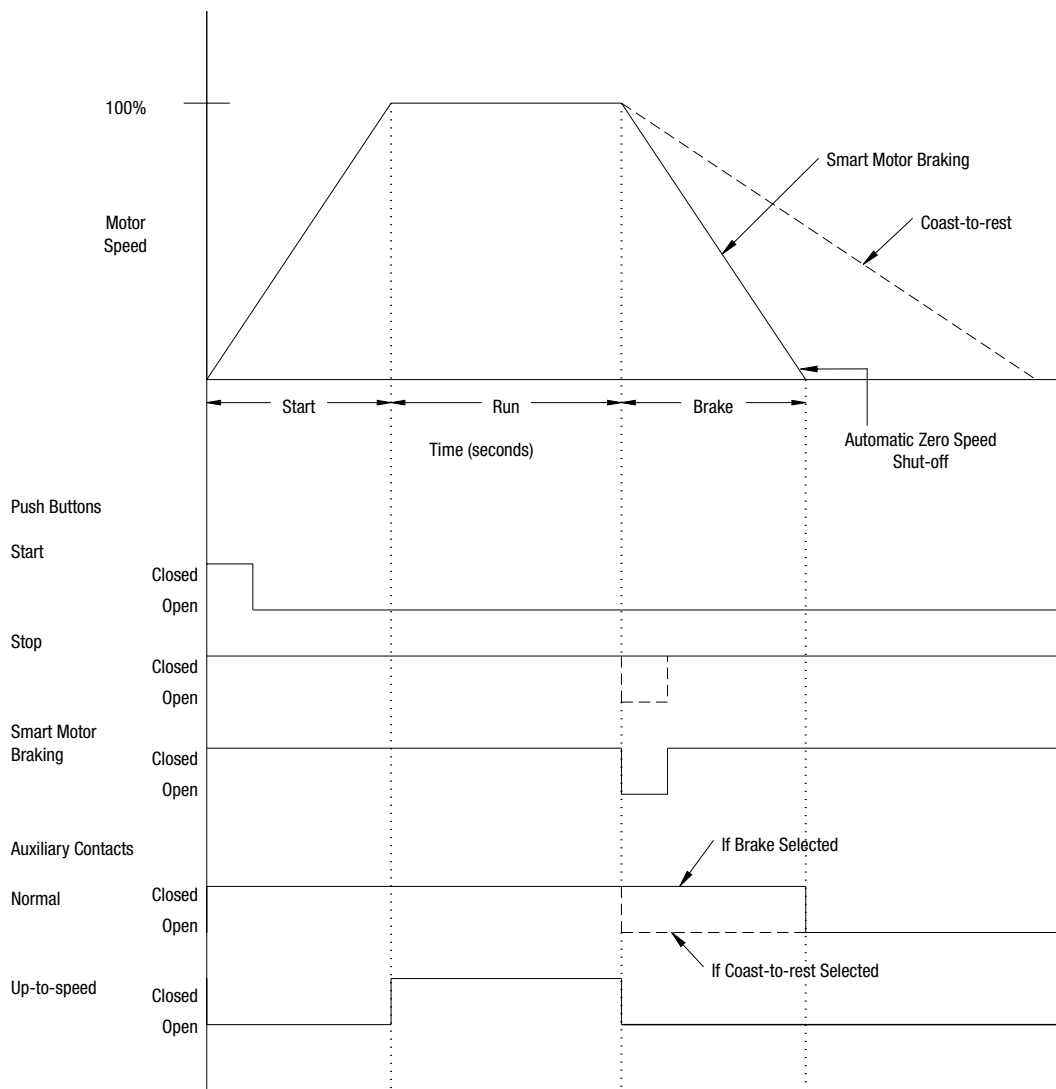 100%
Motor
Speed
Smart Motor Braking
Coast-to-rest
Start
Run
Brake
Time (seconds)
Automatic Zero Speed
Shut-off
Push Buttons
Start
Closed
Open
Stop
Closed
Open
Smart Motor
Braking
Closed
Open
Auxiliary Contacts
If Brake Selected
Normal
Closed
Open
If Coast-to-rest Selected
Up-to-speed
Closed
Open